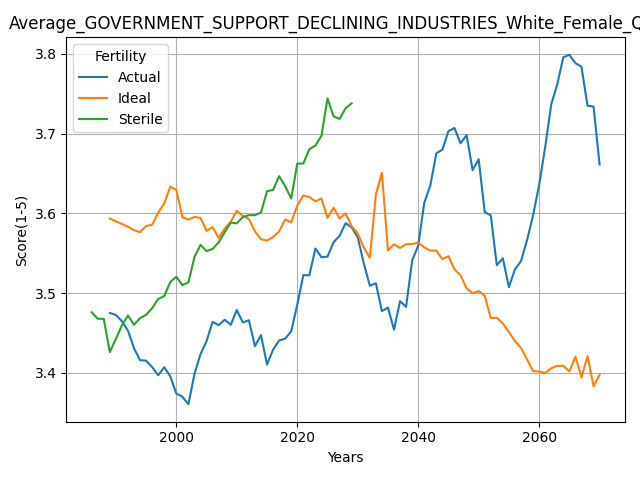 Average_GOVERNMENT_SUPPORT_DECLINING_INDUSTRIES_White_Female_Q
Fertility
Actual
Ideal
Sterile
3.8
3.7
3.6
3.5
3.4
Score(1-5)
2000 2020 2040 2060
Years